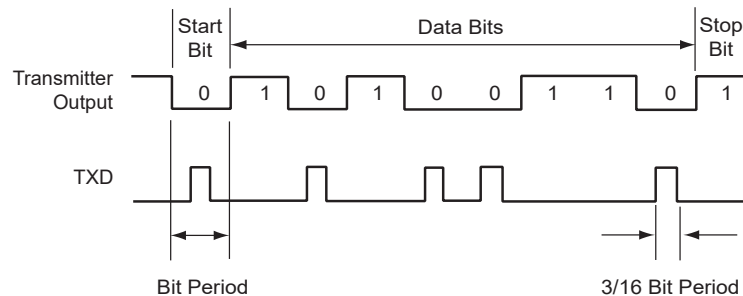 Start
Bit
Data Bits
Stop
Bit
Transmitter
Output
0 1 0 1 0 0 1 1 0 1
TXD
Bit Period
3/16 Bit Period